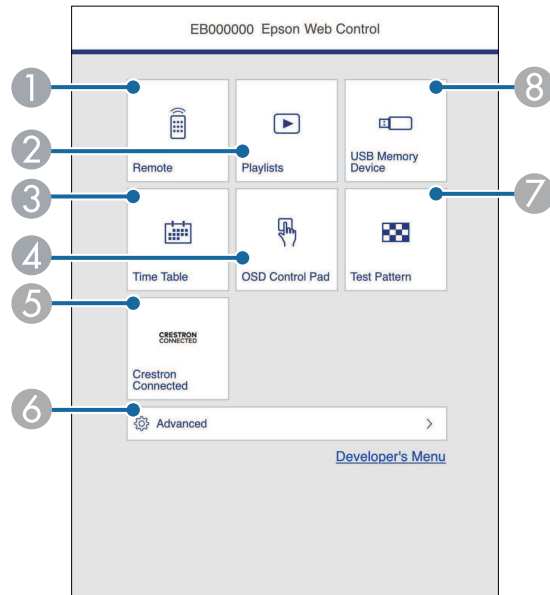 EB000000 Epson Web Control
1
8
Remote
2
Playlists
USB Memory
Device
3
7
Time Table
4
OSD Control Pad
Test Pattern
5
CRESTRON
CONNECTED
Crestron
Connected
6
Advanced
Developer's Menu